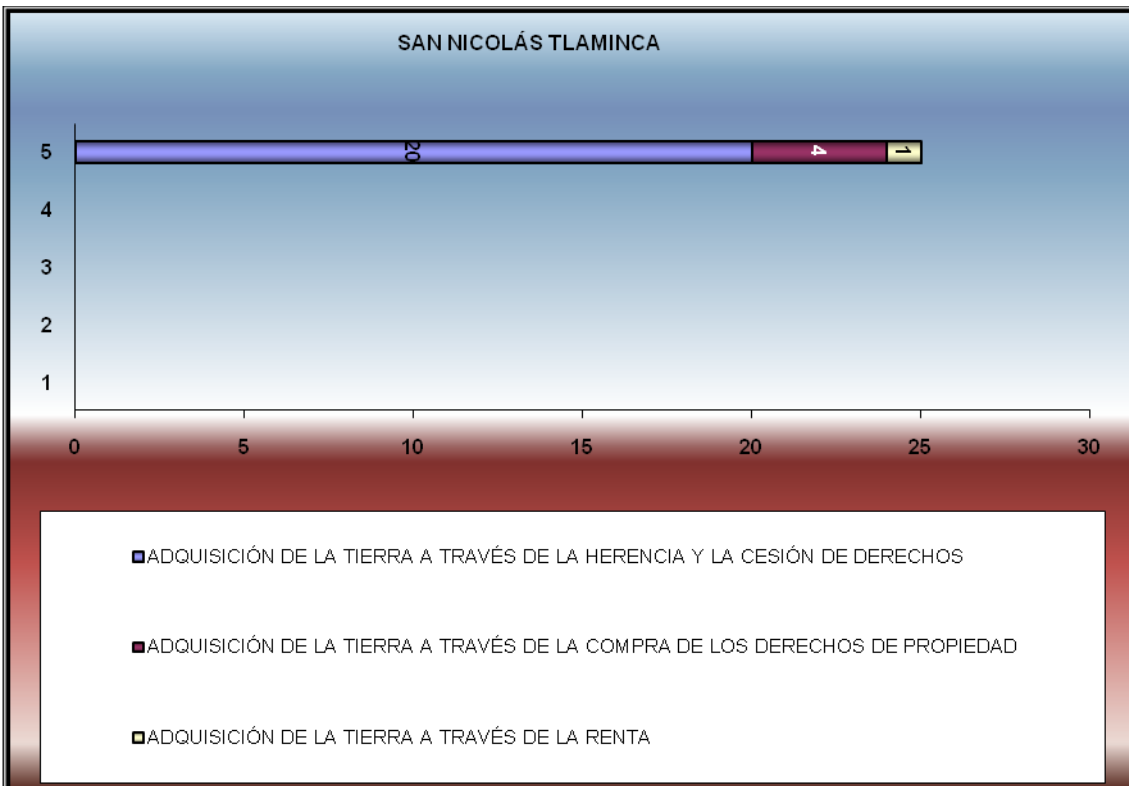 SAN NICOLÁS TLAMINCA
5
20
4
1
4
3
2
1
0 5 10 15 20 25 30
ADQUISICIÓN DE LA TIERRA A TRAVÉS DE LA HERENCIA Y LA CESIÓN DE DERECHOS
ADQUISICIÓN DE LA TIERRA A TRAVÉS DE LA COMPRA DE LOS DERECHOS DE PROPIEDAD
ADQUISICIÓN DE LA TIERRA A TRAVÉS DE LA RENTA